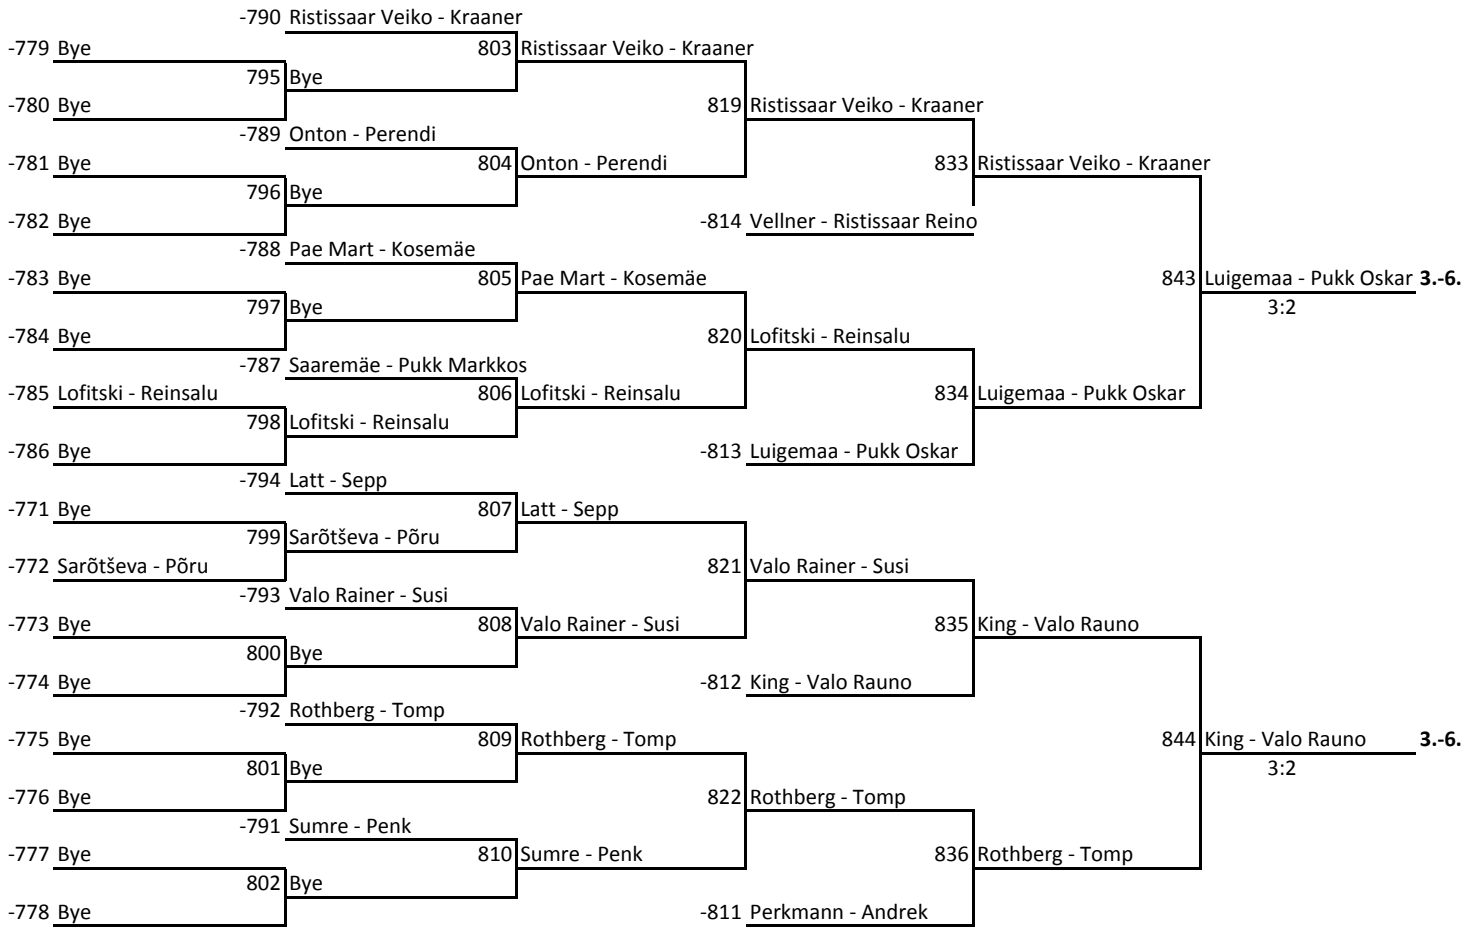 -790 Ristissaar Veiko - Kraaner
-779 Bye 803 Ristissaar Veiko - Kraaner
795 Bye
-780 Bye 819 Ristissaar Veiko - Kraaner
-789 Onton - Perendi
-781 Bye 804 Onton - Perendi 833 Ristissaar Veiko - Kraaner
796 Bye
-782 Bye -814 Vellner - Ristissaar Reino
-788 Pae Mart - Kosemäe
-783 Bye 805 Pae Mart - Kosemäe 843 Luigemaa - Pukk Oskar 3.-6.
797 Bye 3:2
-784 Bye 820 Lofitski - Reinsalu
-787 Saaremäe - Pukk Markkos
-785 Lofitski - Reinsalu 806 Lofitski - Reinsalu 834 Luigemaa - Pukk Oskar
798 Lofitski - Reinsalu
-786 Bye -813 Luigemaa - Pukk Oskar
-794 Latt - Sepp
-771 Bye 807 Latt - Sepp
799 Sarõtševa - Põru
-772 Sarõtševa - Põru 821 Valo Rainer - Susi
-793 Valo Rainer - Susi
-773 Bye 808 Valo Rainer - Susi 835 King - Valo Rauno
800 Bye
-774 Bye -812 King - Valo Rauno
-792 Rothberg - Tomp
-775 Bye 809 Rothberg - Tomp 844 King - Valo Rauno 3.-6.
801 Bye 3:2
-776 Bye 822 Rothberg - Tomp
-791 Sumre - Penk
-777 Bye 810 Sumre - Penk 836 Rothberg - Tomp
802 Bye
-778 Bye -811 Perkmann - Andrek